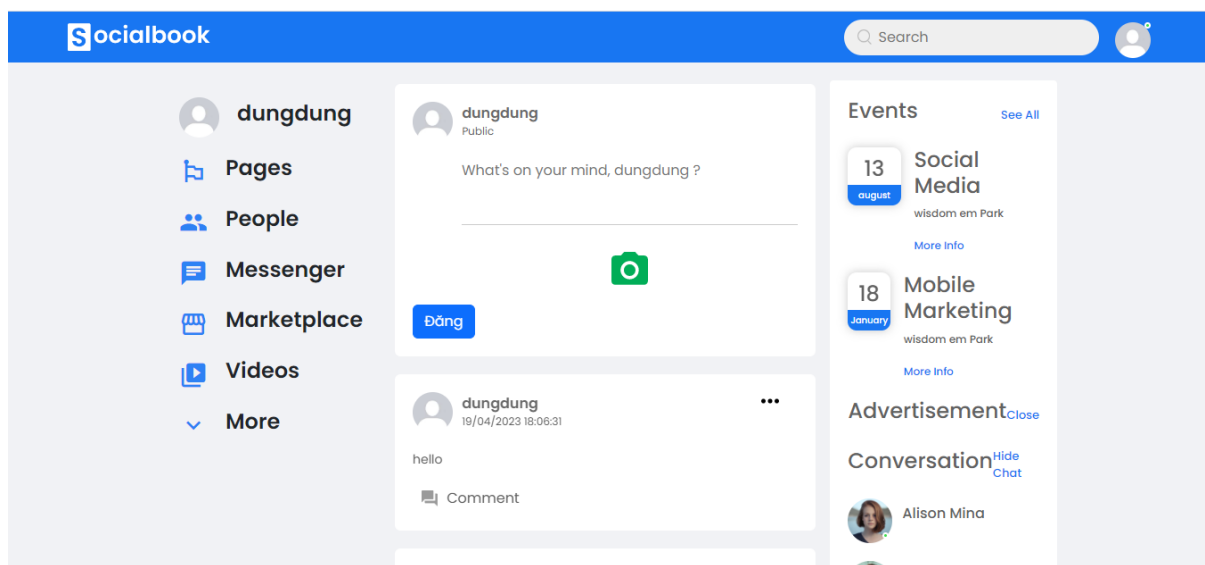 Socialbook
Search
dungdung
Pages
People
Messenger
Marketplace
Videos
More
dungdung
Public
What's on your mind, dungdung ?
Đăng
dungdung
19/04/2023 18:06:31
hello
Comment
Events
See All
13
august
Social
Media
wisdom em Park
More Info
18
January
Mobile
Marketing
wisdom em Park
More Info
Advertisement
Close
Conversation
Hide
Chat
Alison Mina